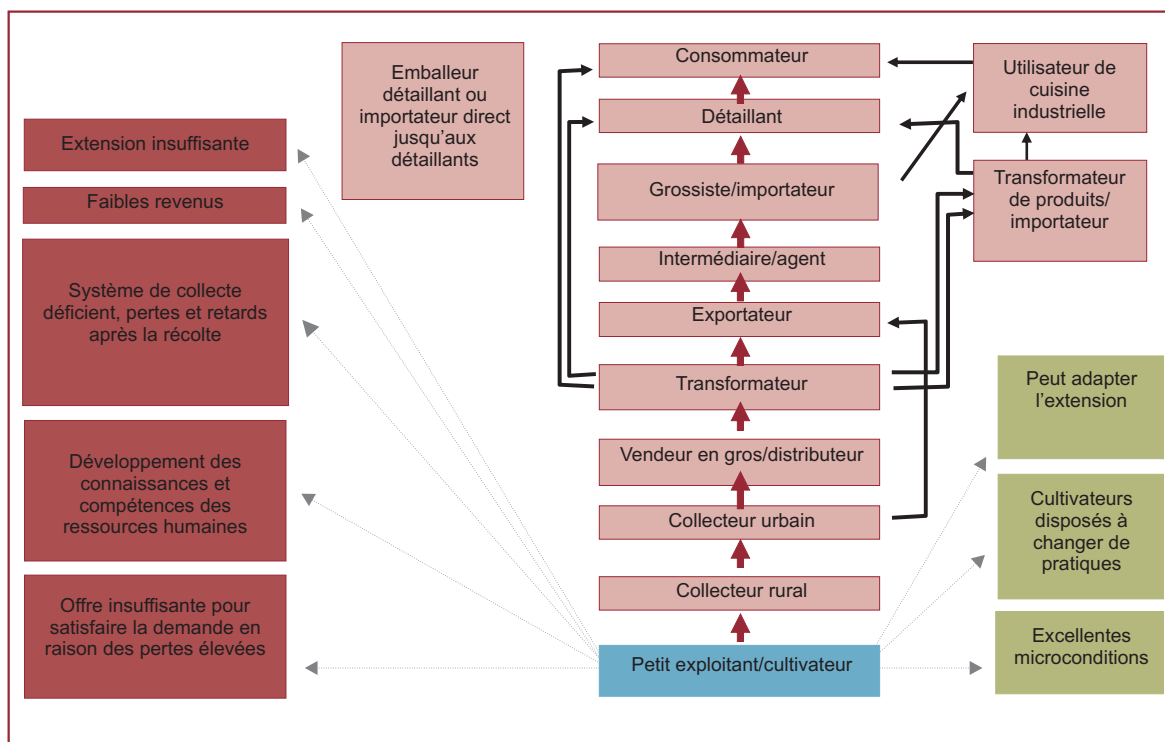 Extension insuffisante
Faibles revenus
Système de collecte
déficient, pertes et retards
après la récolte
Développement des
connaissances et
compétences des
ressources humaines
Offre insuffisante pour
satisfaire la demande en
raison des pertes élevées
Emballeur
détaillant ou
importateur direct
jusqu'aux
détaillants
Consommateur
Détaillant
Grossiste/importateur
Intermédiaire/agent
Exportateur
Transformateur
Vendeur en gros/distributeur
Collecteur urbain
Collecteur rural
Petit exploitant/cultivateur
Utilisateur de
cuisine
industrielle
Transformateur
de produits/
importateur
Peut adapter
l'extension
Cultivateurs
disposés à
changer de
pratiques
Excellentes
microconditions